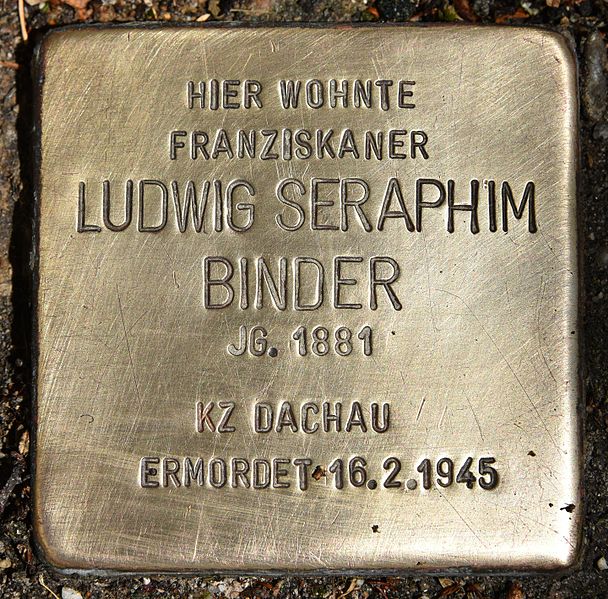 HIER WOHNTE
FRANZISKANER
LUDWIG SERAPHIM
BINDER
JG. 1881
KZ DACHAU
ERMORDET 16.2.1945